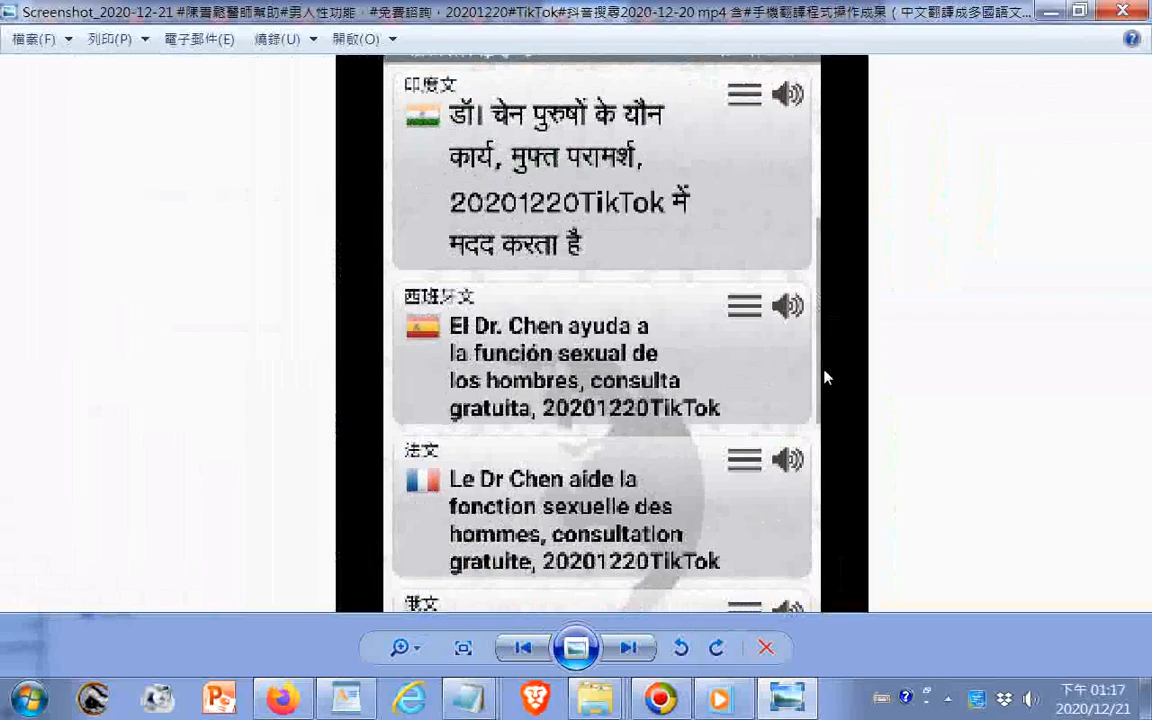 Screenshot_2020-12-21 #陳薺鬆醫師幫助#男人性功能，#免費諮詢，20201220#TikTok#抖音搜尋2020-12-20 mp4 含#手機翻譯程式操作成果（中文翻譯成多國語文...
檔案(F) 列印(P) 電子郵件(E) 燒錄(U) 開啟(O)
印度文
डॉ। चेन पुरुषों के यौन
कार्य, मुफ्त परामर्श,
20201220TikTok में
मदद करता है
西班牙文
El Dr. Chen ayuda a
la función sexual de
los hombres, consulta
gratuita, 20201220TikTok
法文
Le Dr Chen aide la
fonction sexuelle des
hommes, consultation
gratuite, 20201220TikTok
俄文
下午 01:17
2020/12/21